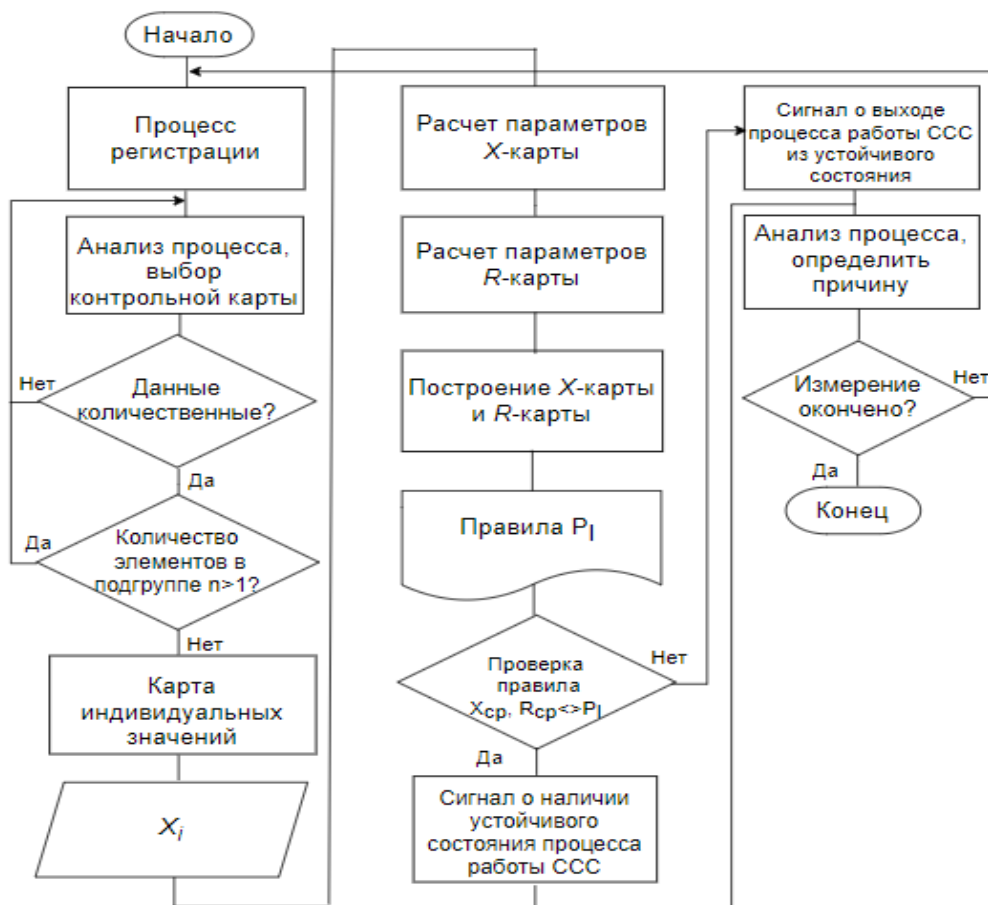 Начало
Процесс
регистрации
Анализ процесса,
выбор
контрольной карты
Нет
Данные
количественные?
Да
Да
Количество
элементов в
подгруппе n>1?
Нет
Карта
индивидуальных
значений
Xi
Расчет параметров
X-карты
Расчет параметров
R-карты
Построение X-карты
и R-карты
Правила PI
Проверка
правила
Xср, Rср<>PI
Нет
Да
Сигнал о наличии
устойчивого
состояния процесса
работы ССС
Сигнал о выходе
процесса работы ССС
из устойчивого
состояния
Анализ процесса,
определить
причину
Измерение
окончено?
Нет
Да
Конец